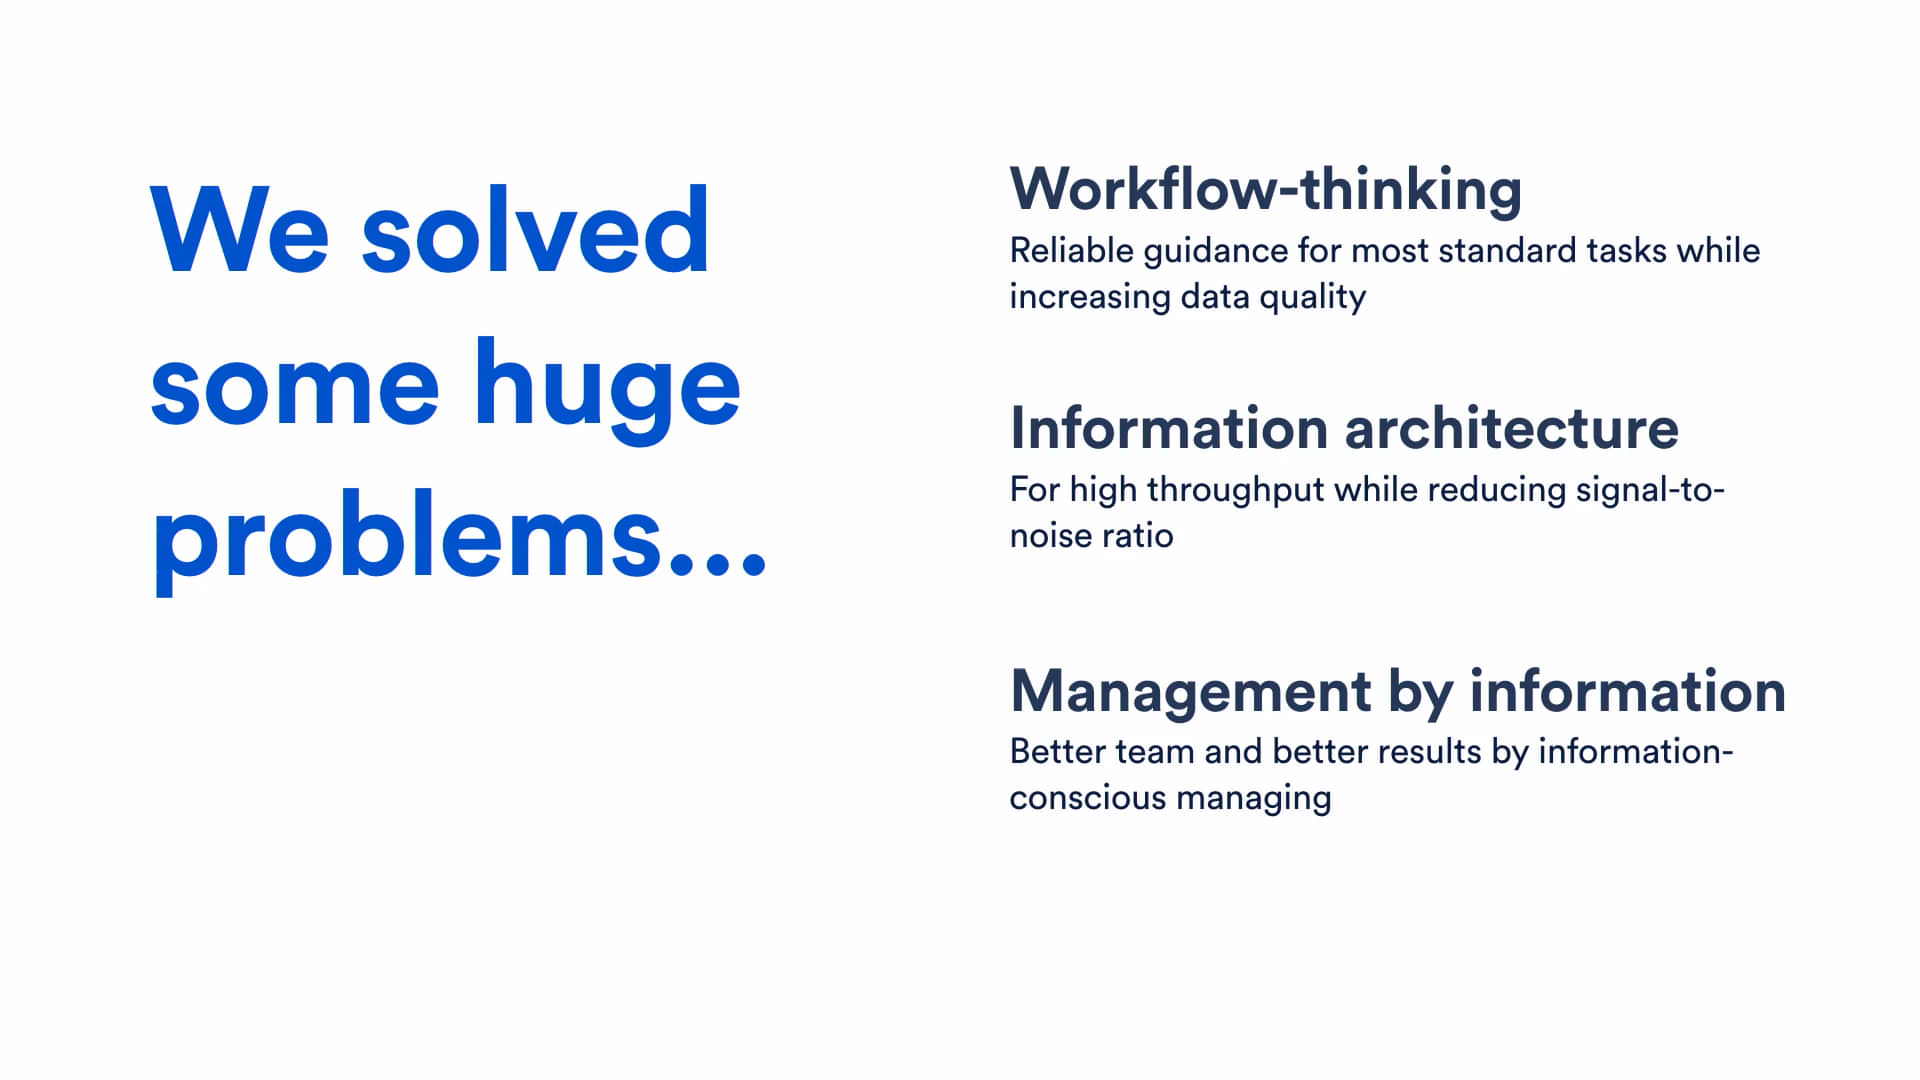 We solved
some huge
problems...
Workflow-thinking
Reliable guidance for most standard tasks while
increasing data quality
Information architecture
For high throughput while reducing signal-to-
noise ratio
Management by information
Better team and better results by information-
conscious managing